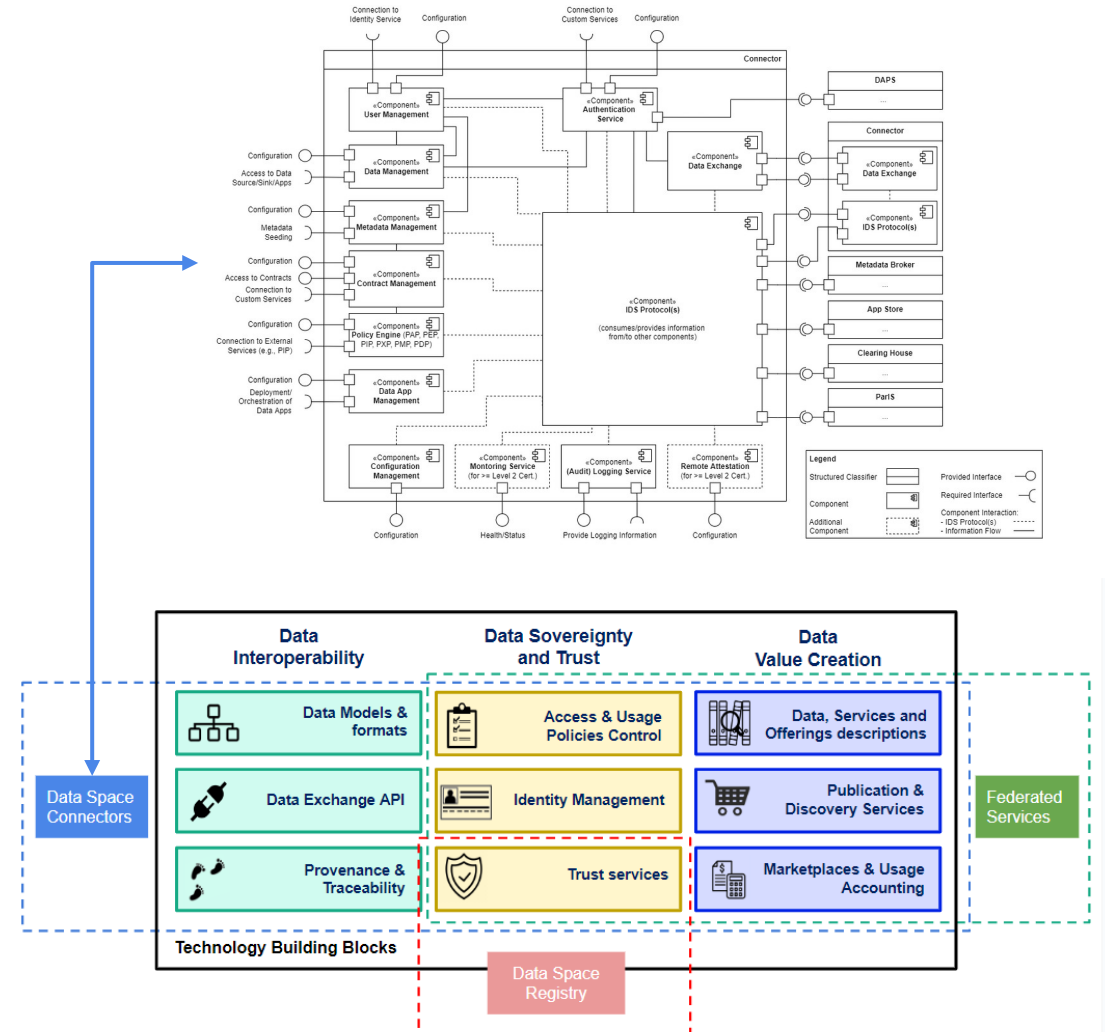 Connection to
Identity Service
Configuration
Connection to
Custom Services
Configuration
Connector
«Component»
User Management
«Component»
Authentication
Service
DAPS
...
Configuration
Access to Data
Source/Sink/Apps
«Component»
Data Management
«Component»
Data Exchange
Connector
«Component»
Data Exchange
Configuration
Metadata
Seeding
«Component»
Metadata Management
«Component»
IDS Protocol(s)
Configuration
Access to Contracts
Connection to
Custom Services
«Component»
Contract Management
Metadata Broker
...
«Component»
IDS Protocol(s)
(consumes/provides information
from/to other components)
App Store
...
Configuration
Connection to External
Services (e.g., PIP)
«Component»
Policy Engine (PAP, PEP,
PIP, PXP, PMP, PDP)
Clearing House
...
Configuration
Deployment/
Orchestration of
Data Apps
«Component»
Data App
Management
ParIS
...
«Component»
Configuration
Management
«Component»
Montoring Service
(for >= Level 2 Cert.)
«Component»
(Audit) Logging Service
«Component»
Remote Attestation
(for >= Level 2 Cert.)
Configuration
Health/Status
Provide Logging Information
Configuration
Legend
Structured Classifier
Component
Additional
Component
Provided Interface
Required Interface
Component Interaction:
- IDS Protocol(s)
- Information Flow
Data
Interoperability
Data Sovereignty
and Trust
Data
Value Creation
Data Models &
formats
Access & Usage
Policies Control
Data, Services and
Offerings descriptions
Data Space
Connectors
Data Exchange API
Identity Management
Publication &
Discovery Services
Federated
Services
Provenance &
Traceability
Trust services
Marketplaces & Usage
Accounting
Technology Building Blocks
Data Space
Registry